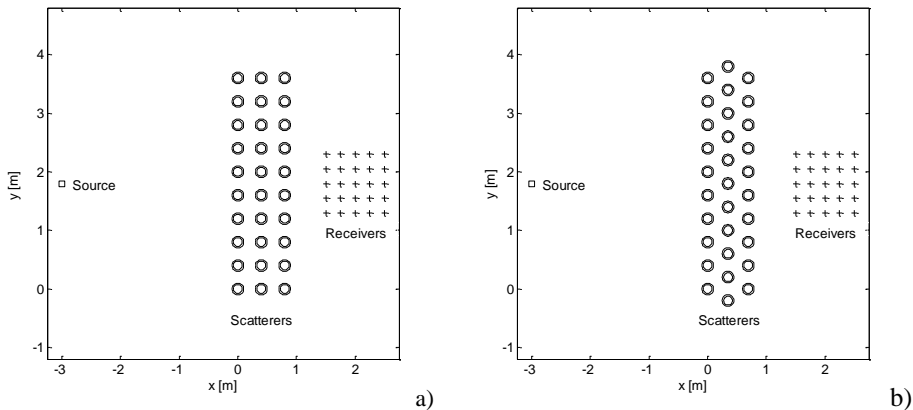 4
3
2
1
0
-1
y [m]
Source
Receivers
Scatterers
-3 -2 -1 0 1 2
x [m]
a)
4
3
2
1
0
-1
y [m]
Source
Receivers
Scatterers
-3 -2 -1 0 1 2
x [m]
b)